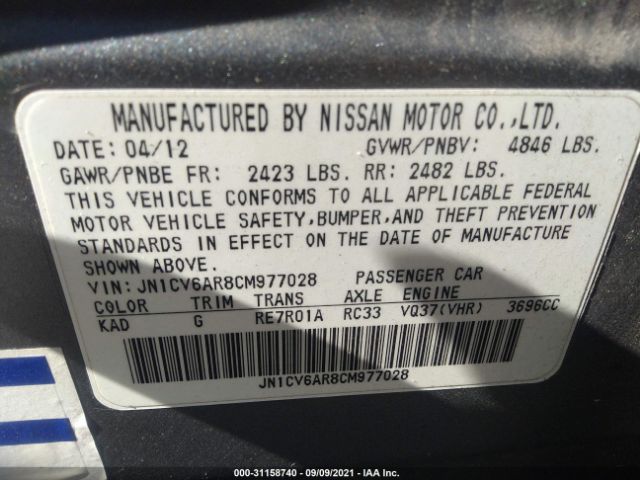 MANUFACTURED BY NISSAN MOTOR CO.,LTD.
DATE: 04/12 GVWR/PNBV: 4846 LBS.
GAWR/PNBE FR: 2423 LBS. RR: 2482 LBS.
THIS VEHICLE CONFORMS TO ALL APPLICABLE FEDERAL
MOTOR VEHICLE SAFETY,BUMPER,AND THEFT PREVENTION
STANDARDS IN EFFECT ON THE DATE OF MANUFACTURE
SHOWN ABOVE.
VIN: JN1CV6AR8CM977028 PASSENGER CAR
COLOR TRIM TRANS AXLE ENGINE
KAD G RE7R01A RC33 VQ37(VHR) 3696CC
JN1CV6AR8CM977028
000-31158740 - 09/09/2021 - IAA Inc.